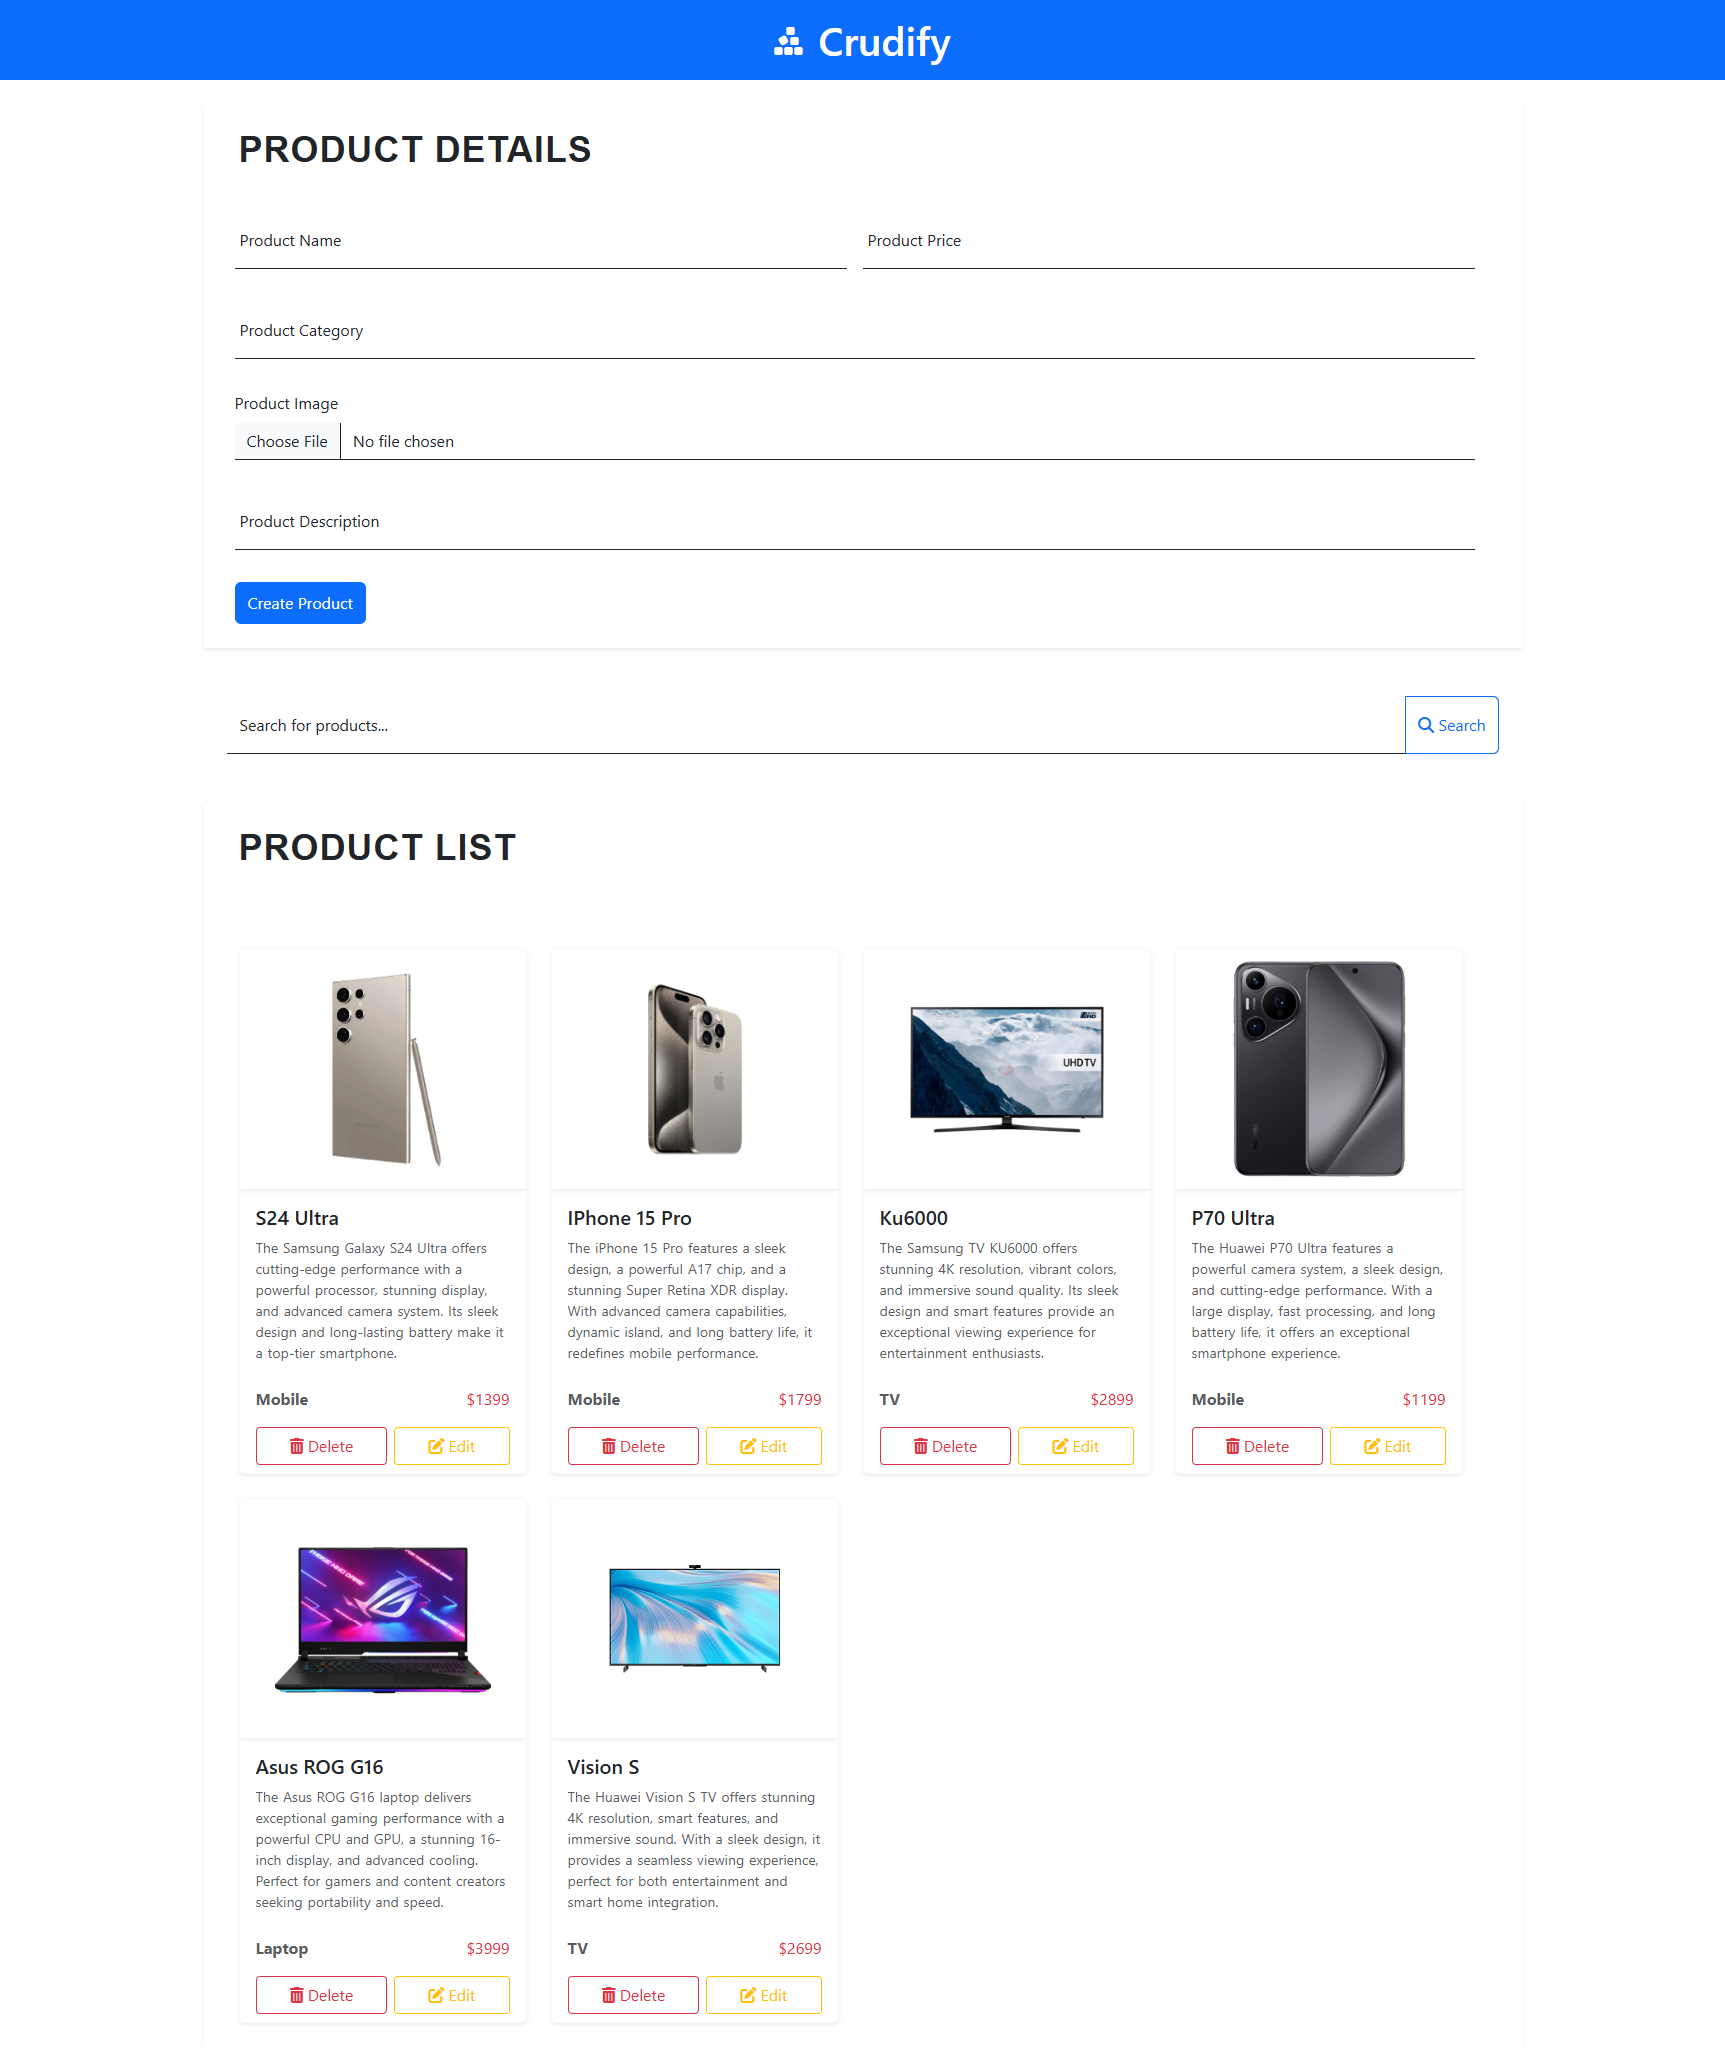 Crudify
PRODUCT DETAILS
Product Name
Product Price
Product Category
Product Image
Choose File
No file chosen
Product Description
Create Product
Search for products...
Search
PRODUCT LIST
UHD TV
S24 Ultra
The Samsung Galaxy S24 Ultra offers
cutting-edge performance with a
powerful processor, stunning display,
and advanced camera system. Its sleek
design and long-lasting battery make it
a top-tier smartphone.
Mobile
$1399
Delete
Edit
IPhone 15 Pro
The iPhone 15 Pro features a sleek
design, a powerful A17 chip, and a
stunning Super Retina XDR display.
With advanced camera capabilities,
dynamic island, and long battery life, it
redefines mobile performance.
Mobile
$1799
Delete
Edit
Ku6000
The Samsung TV KU6000 offers
stunning 4K resolution, vibrant colors,
and immersive sound quality. Its sleek
design and smart features provide an
exceptional viewing experience for
entertainment enthusiasts.
TV
$2899
Delete
Edit
P70 Ultra
The Huawei P70 Ultra features a
powerful camera system, a sleek design,
and cutting-edge performance. With a
large display, fast processing, and long
battery life, it offers an exceptional
smartphone experience.
Mobile
$1199
Delete
Edit
Asus ROG G16
The Asus ROG G16 laptop delivers
exceptional gaming performance with a
powerful CPU and GPU, a stunning 16-
inch display, and advanced cooling.
Perfect for gamers and content creators
seeking portability and speed.
Laptop
$3999
Delete
Edit
Vision S
The Huawei Vision S TV offers stunning
4K resolution, smart features, and
immersive sound. With a sleek design, it
provides a seamless viewing experience,
perfect for both entertainment and
smart home integration.
TV
$2699
Delete
Edit